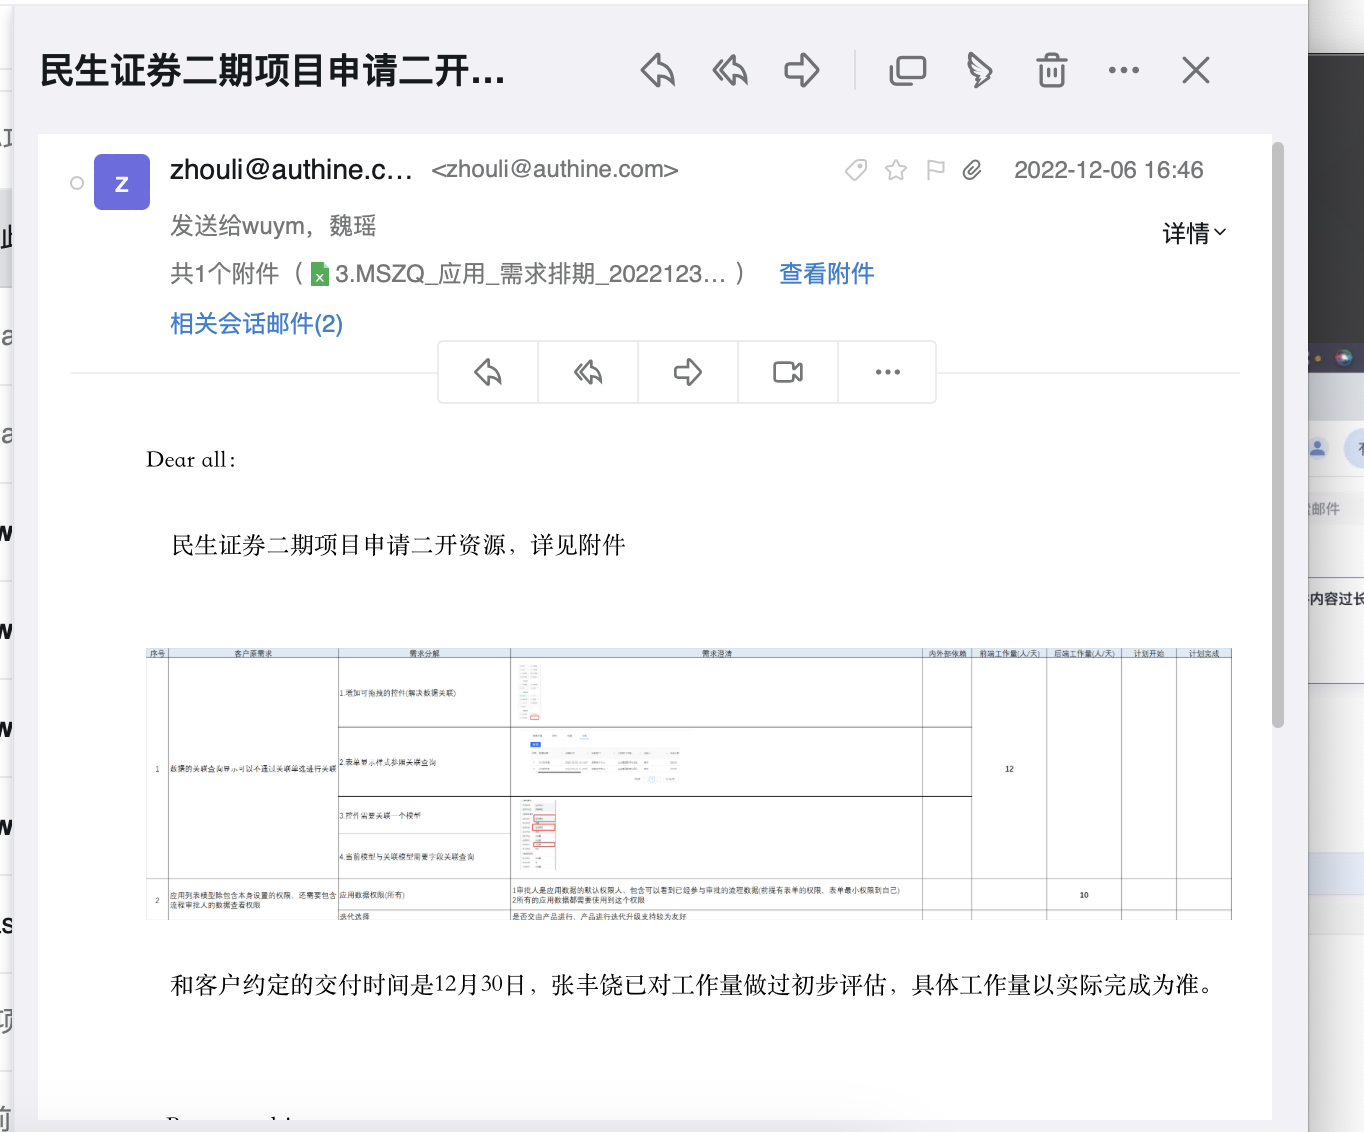 民生证券二期项目申请二开...
z
zhouli@authine.c... <zhouli@authine.com>
2022-12-06 16:46
发送给wuym，魏瑶
详情
共1个附件（ 3.MSZQ_应用_需求排期_2022123... ） 查看附件
相关会话邮件(2)
Dear all：
民生证券二期项目申请二开资源，详见附件
序号 客户原需求 需求分解 需求澄清 内外部依赖 前端工作量(人/天) 后端工作量(人/天) 计划开始 计划完成
1.增加可拖拽的控件(解决数据关联)
2.表单显示样式参照关联查询
1 数据的关联查询显示可以不通过关联单选进行关联
12
3.控件需要关联一个模型
4.当前模型与关联模型需要字段关联查询
2 应用列表模型除包含本身设置的权限，还需要包含流程审批人的数据查看权限
应用数据权限(所有)
1审批人是应用数据的默认权限人，包含可以看到已经参与审批的流程数据(前提有表单的权限，表单最小权限到自己)
2所有的应用数据都需要使用到这个权限
10
迭代选择
是否交由产品进行，产品进行迭代升级支持较为友好
和客户约定的交付时间是12月30日，张丰饶已对工作量做过初步评估，具体工作量以实际完成为准。
邮件
内容过长